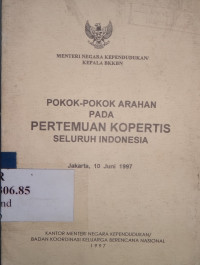 MENTERI NEGARA KEPENDUDUKAN/
KEPALA BKKBN
POKOK-POKOK ARAHAN
PADA
PERTEMUAN KOPERTIS
SELURUH INDONESIA
Jakarta, 10 Juni 1997
R
306.85
nd
KANTOR MENTERI NEGARA KEPENDUDUKAN/
BADAN KOORDINASI KELUARGA BERENCANA NASIONAL
1997